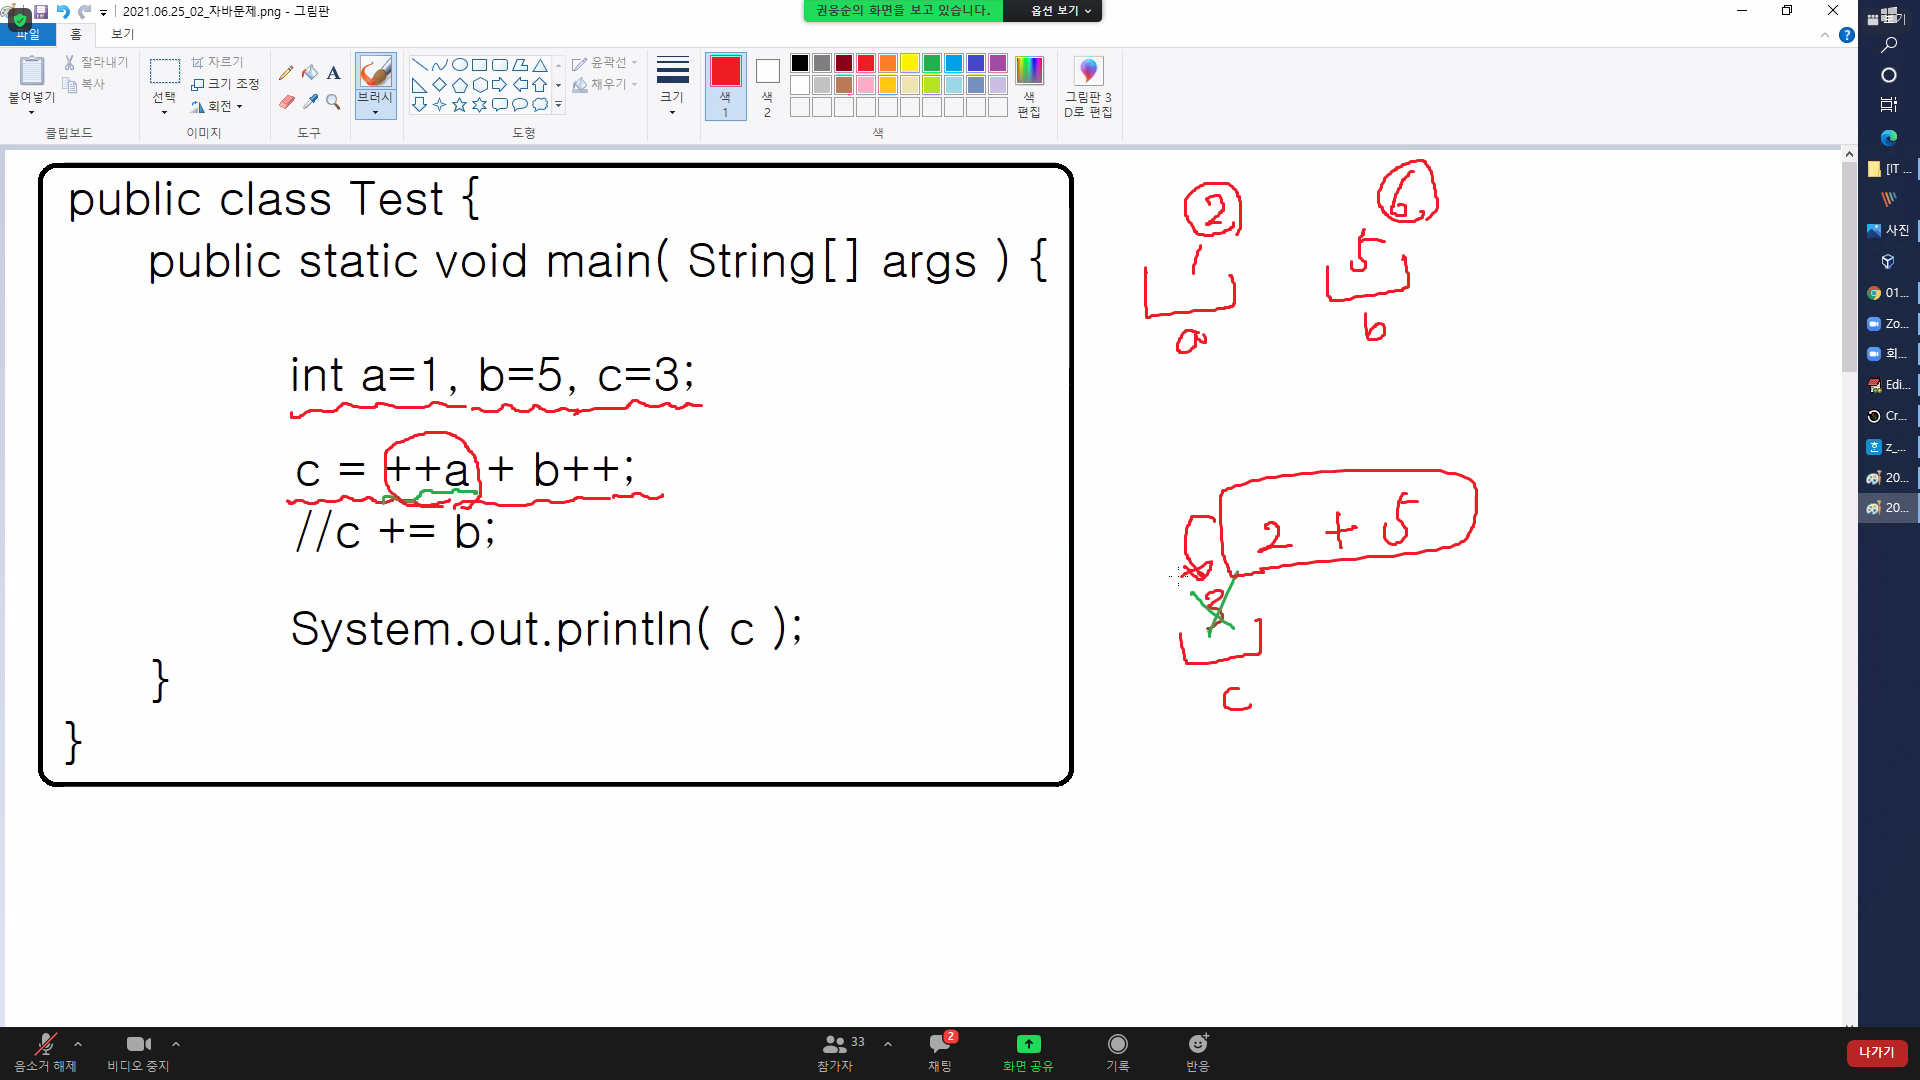 2021.06.25_02_자바문제.png - 그림판
권웅순의 화면을 보고 있습니다. 옵션 보기
파일 홈 보기
붙여넣기
잘라내기
복사
클립보드
선택
자르기
크기 조정
회전
이미지
A
도구
브러시
도형
윤곽선
채우기
크기
색
1
색
2
색
편집
색
그림판 3
D로 편집
public class Test {
public static void main( String[] args ) {
int a=1, b=5, c=3;
c = ++a + b++;
//c += b;
System.out.println( c );
}
}
2
6
1
5
a
b
2 + 5
3
c
[IT ...
사진
01...
Zo...
회...
Edi...
Cr...
z_...
20...
20...
음소거 해제
비디오 중지
33
참가자
2
채팅
화면 공유
기록
반응
나가기